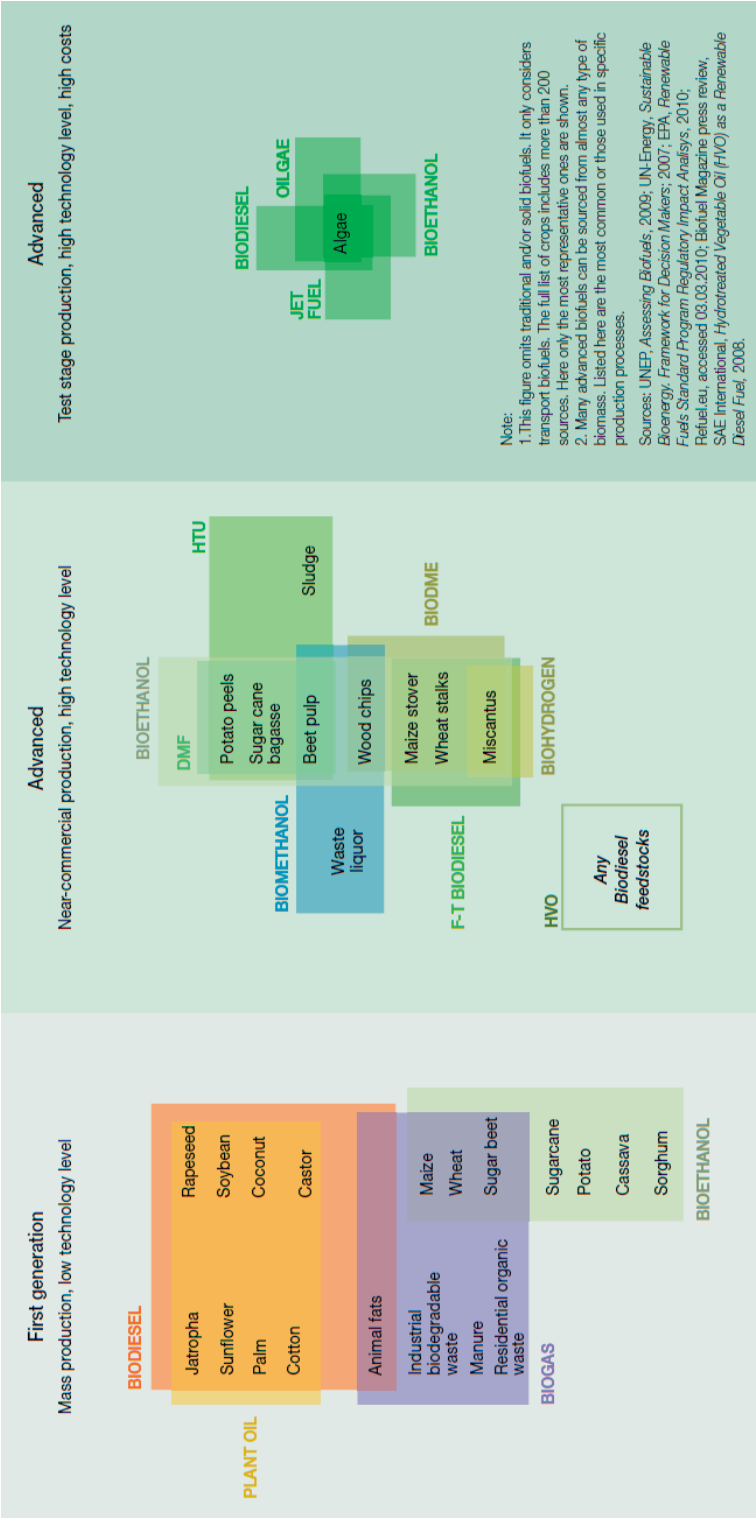 First generation
Mass production, low technology level
BIODIESEL
PLANT OIL
Jatropha
Sunflower
Palm
Cotton
Rapeseed
Soybean
Coconut
Castor
Animal fats
Industrial
biodegradable
waste
Manure
Residential organic
waste
Maize
Wheat
Sugar beet
BIOGAS
Sugarcane
Potato
Cassava
Sorghum
BIOETHANOL
Advanced
Near-commercial production, high technology level
BIOETHANOL
DMF
HTU
Potato peels
Sugar cane
bagasse
Beet pulp
Sludge
BIOMETHANOL
Waste
liquor
Wood chips
BIODME
Maize stover
Wheat stalks
Miscantus
F-T BIODIESEL
BIOHYDROGEN
HVO
Any
Biodiesel
feedstocks
Advanced
Test stage production, high technology level, high costs
BIODIESEL
OILGAE
JET
FUEL
Algae
BIOETHANOL
Note:
1.This figure omits traditional and/or solid biofuels. It only considers
transport biofuels. The full list of crops includes more than 200
sources. Here only the most representative ones are shown.
2. Many advanced biofuels can be sourced from almost any type of
biomass. Listed here are the most common or those used in specific
production processes.
Sources: UNEP, Assessing Biofuels, 2009; UN-Energy, Sustainable
Bioenergy. Framework for Decision Makers; 2007; EPA, Renewable
Fuels Standard Program Regulatory Impact Analisys, 2010;
Refuel.eu, accessed 03.03.2010; Biofuel Magazine press review,
SAE International, Hydrotreated Vegetable Oil (HVO) as a Renewable
Diesel Fuel, 2008.